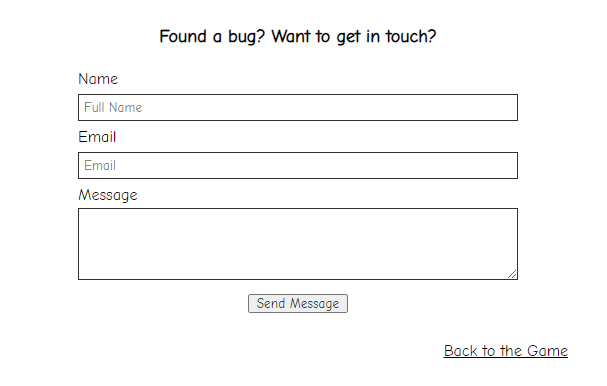 Found a bug? Want to get in touch?
Name
Full Name
Email
Email
Message
Send Message
Back to the Game